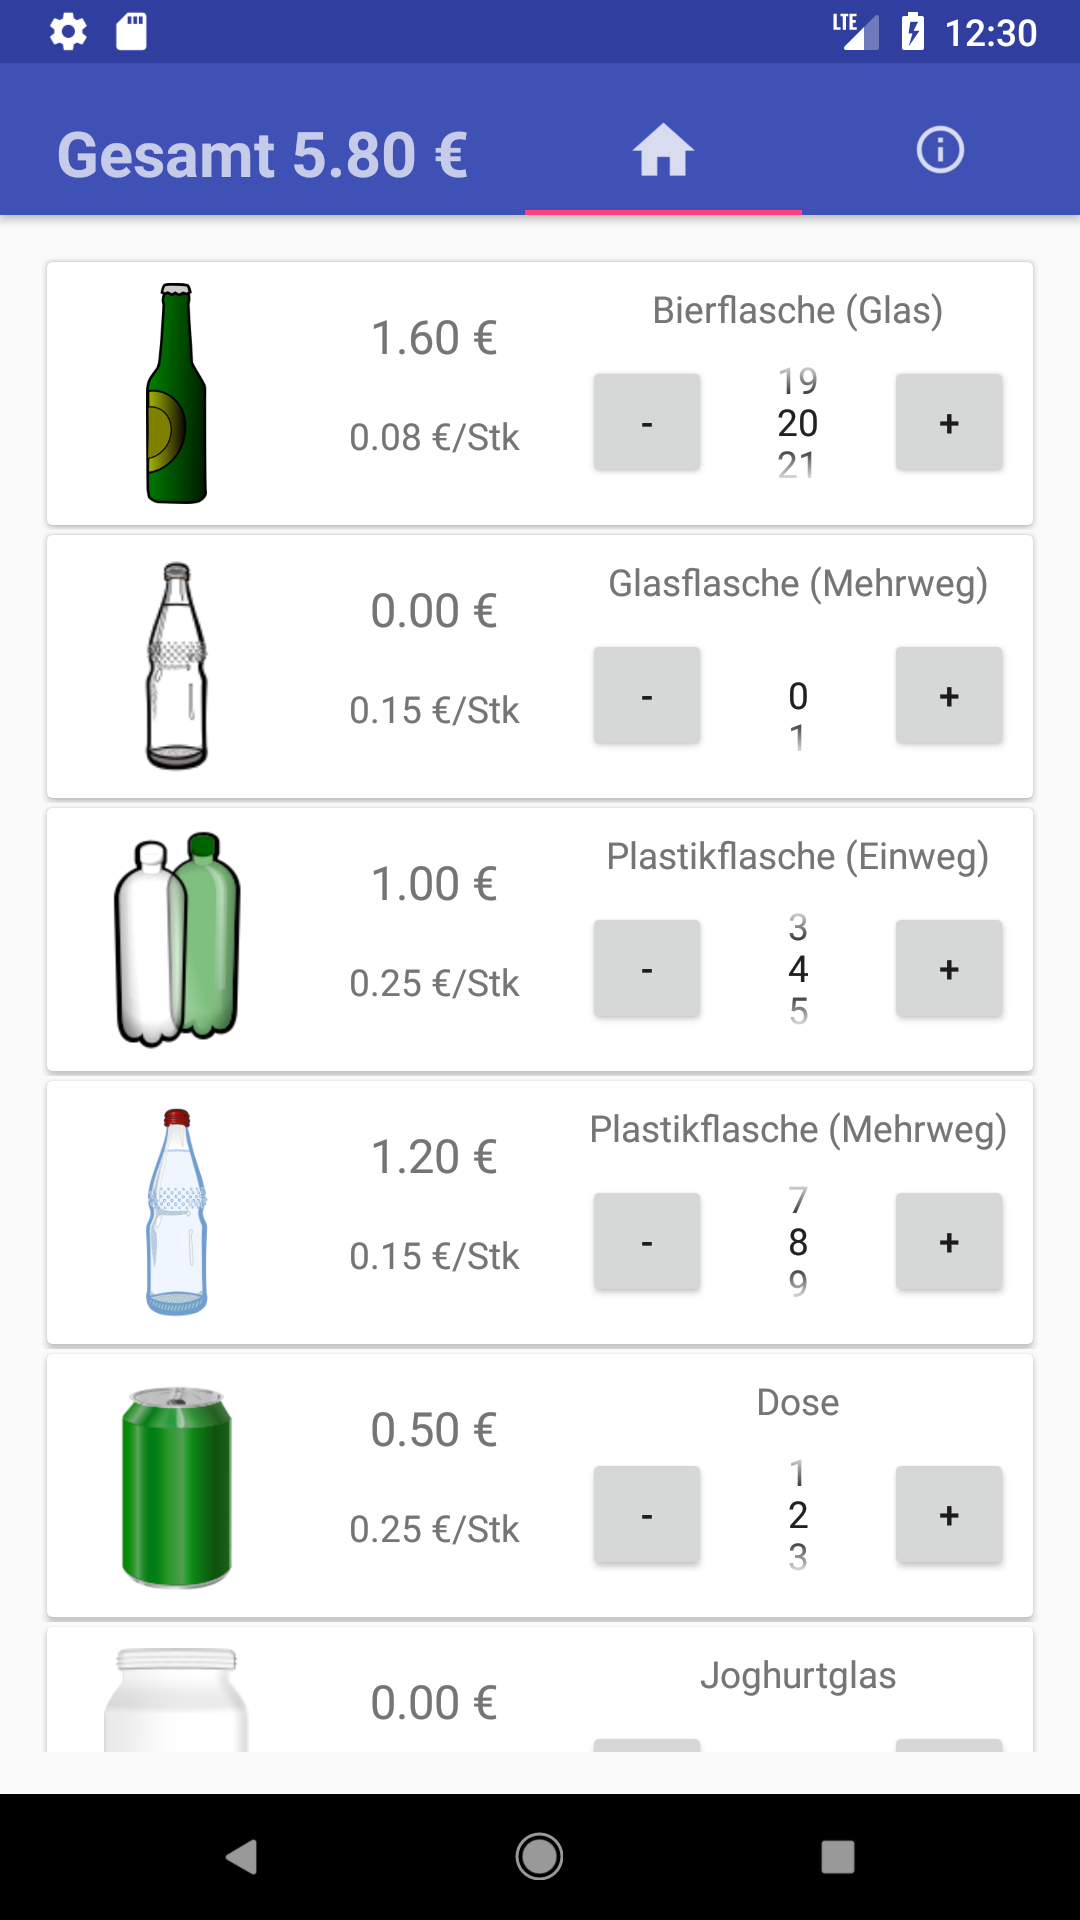 LTE 12:30
Gesamt 5.80 €
Bierflasche (Glas)
1.60 €
19
- 20 +
0.08 €/Stk
21
Glasflasche (Mehrweg)
0.00 €
- 0 +
0.15 €/Stk
1
Plastikflasche (Einweg)
1.00 €
3
- 4 +
0.25 €/Stk
5
Plastikflasche (Mehrweg)
1.20 €
7
- 8 +
0.15 €/Stk
9
Dose
0.50 €
1
- 2 +
0.25 €/Stk
3
Joghurtglas
0.00 €